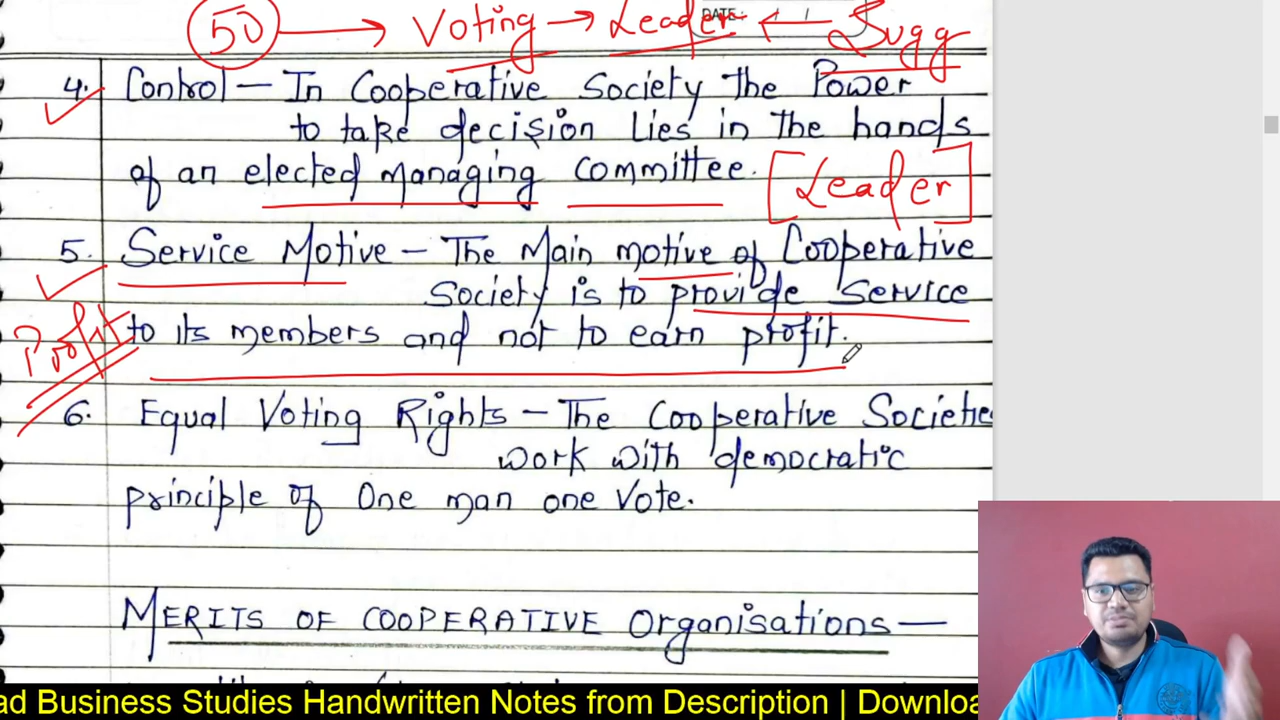 50 → Voting → Leader ← Sugg
DATE: / /
4. Control – In Cooperative Society the Power
to take decision lies in the hands
of an elected managing committee. [Leader]
5. Service Motive – The Main motive of Cooperative
Society is to provide service
Profit
to its members and not to earn profit.
6. Equal Voting Rights – The Cooperative Societie
work with democratic
principle of One man one Vote.
MERITS OF COOPERATIVE Organisations –
ad Business Studies Handwritten Notes from Description | Downloa